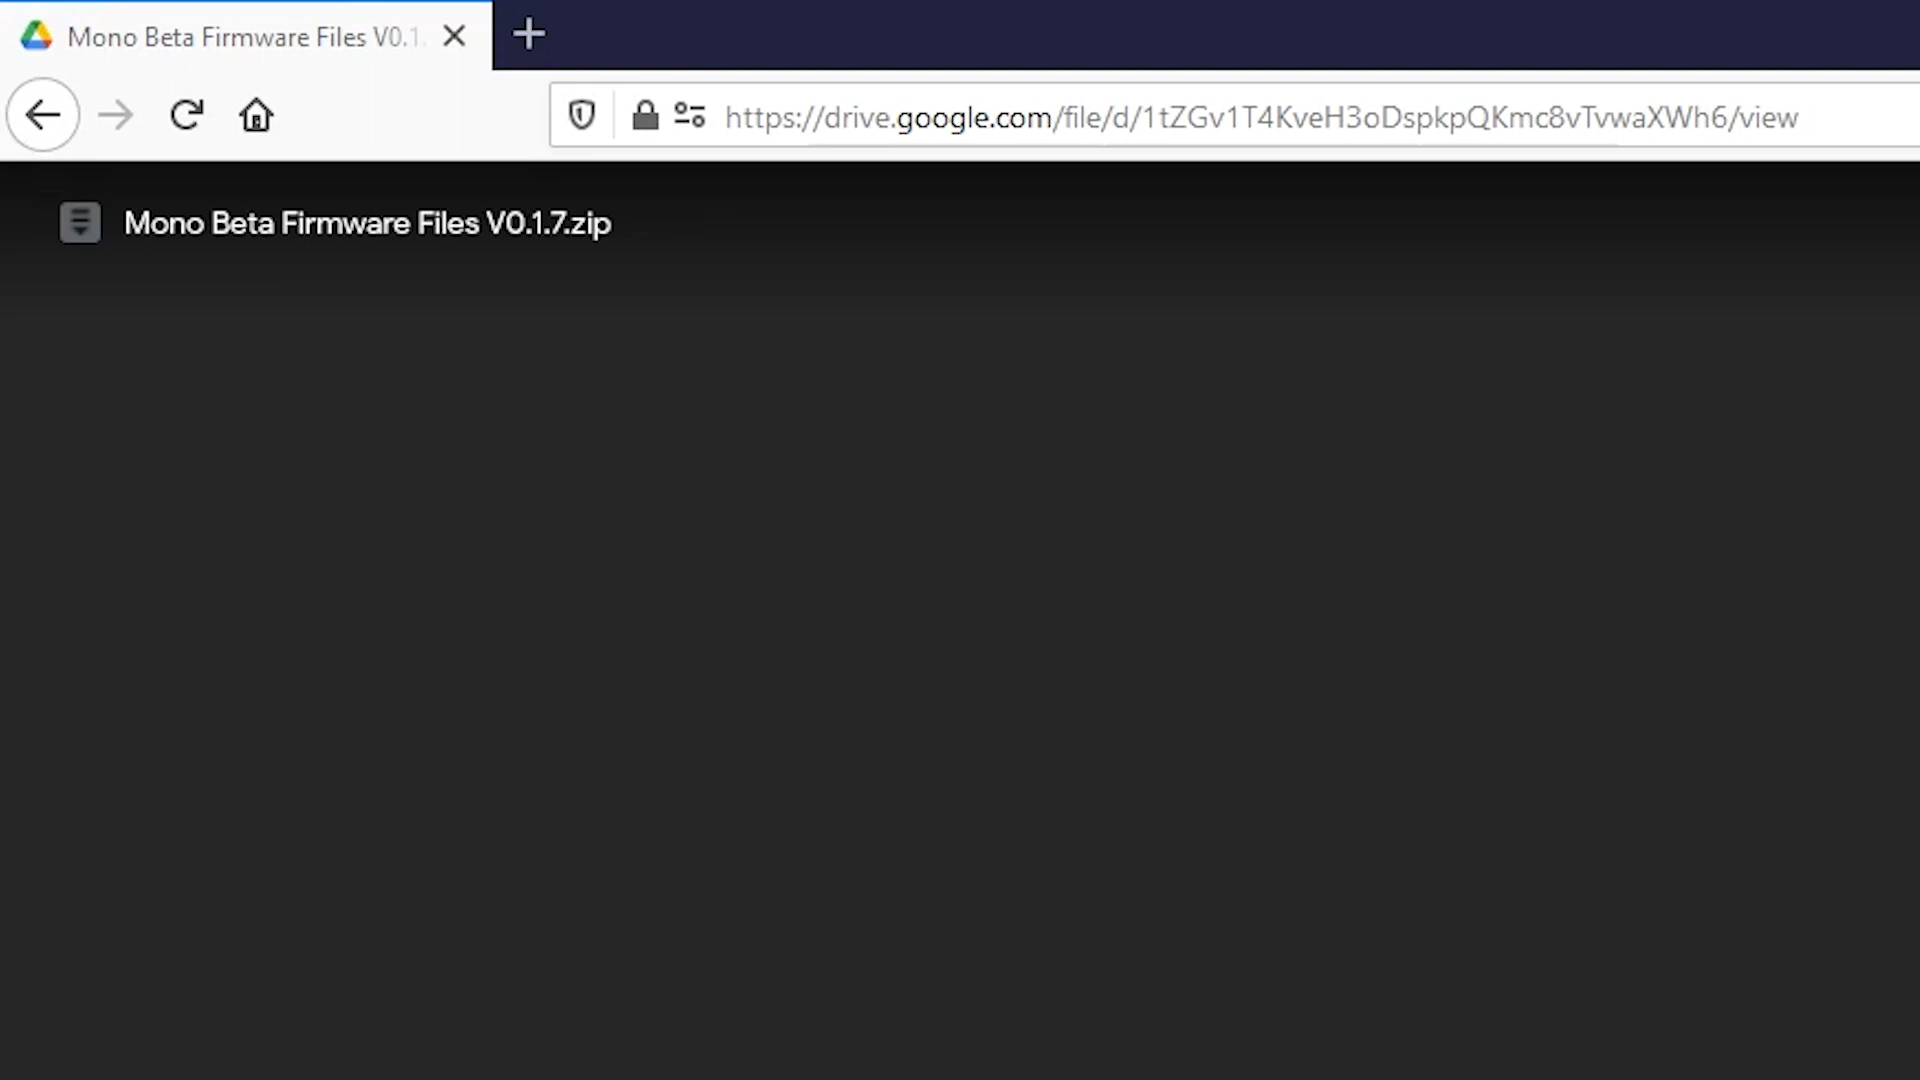 Mono Beta Firmware Files V0.1.
https://drive.google.com/file/d/1tZGv1T4KveH3oDspkpQKmc8vTvwaXWh6/view
Mono Beta Firmware Files V0.1.7.zip